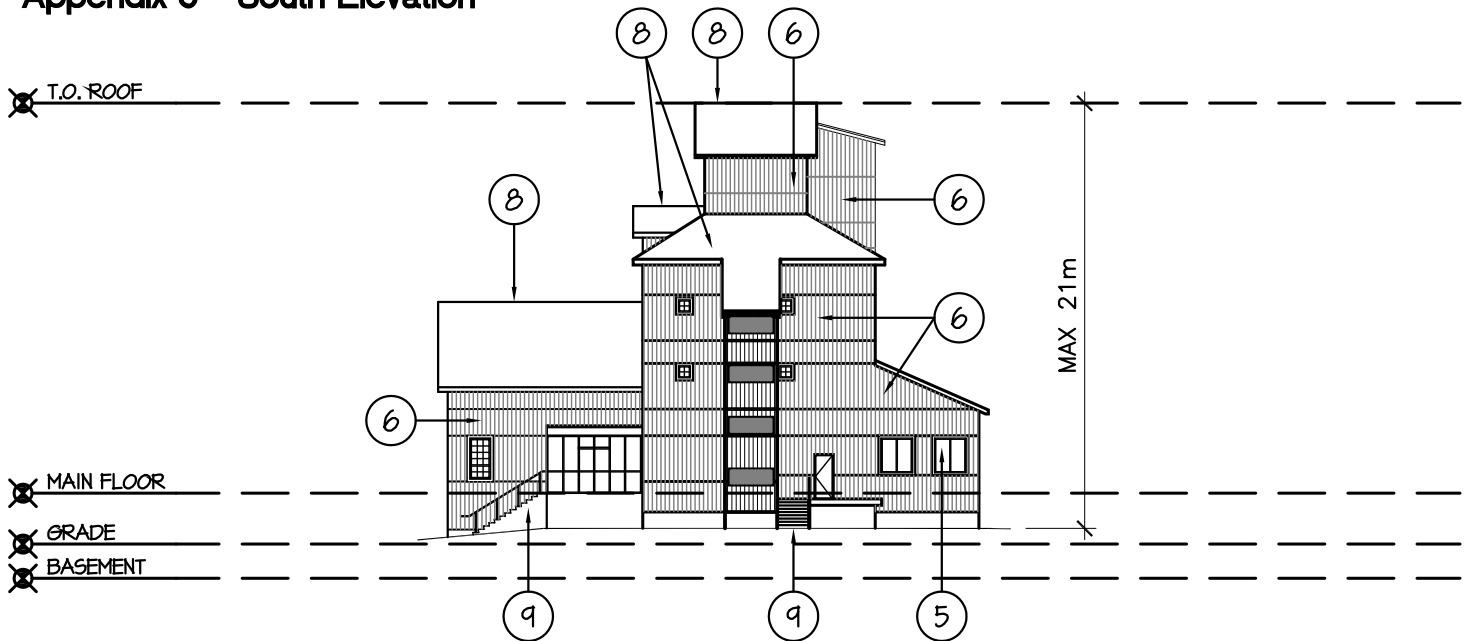 Appendix South Elevation
8 8 6
T.O. ROOF
8 6
MAX 21m
6
6
MAIN FLOOR
GRADE
BASEMENT
9 9 5